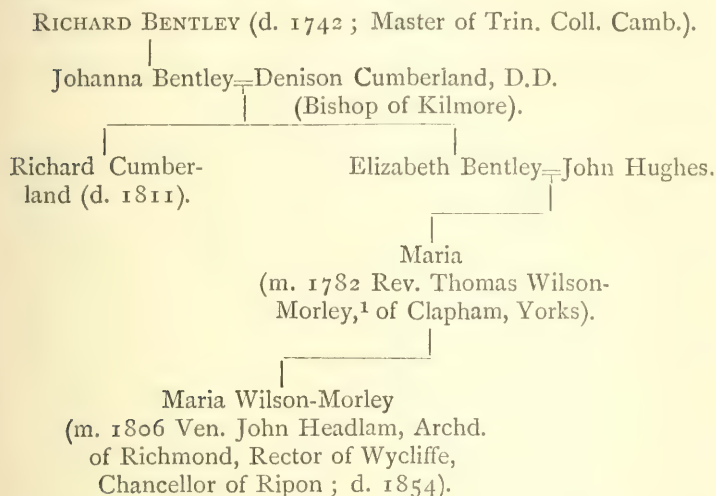 RICHARD BENTLEY (d. 1742 ; Master of Trin. Coll. Camb.).
Johanna Bentley=Denison Cumberland, D.D.
(Bishop of Kilmore).
Richard Cumber-
land (d. 1811).
Elizabeth Bentley=John Hughes.
Maria
(m. 1782 Rev. Thomas Wilson-
Morley,¹ of Clapham, Yorks).
Maria Wilson-Morley
(m. 1806 Ven. John Headlam, Archd.
of Richmond, Rector of Wycliffe,
Chancellor of Ripon ; d. 1854).